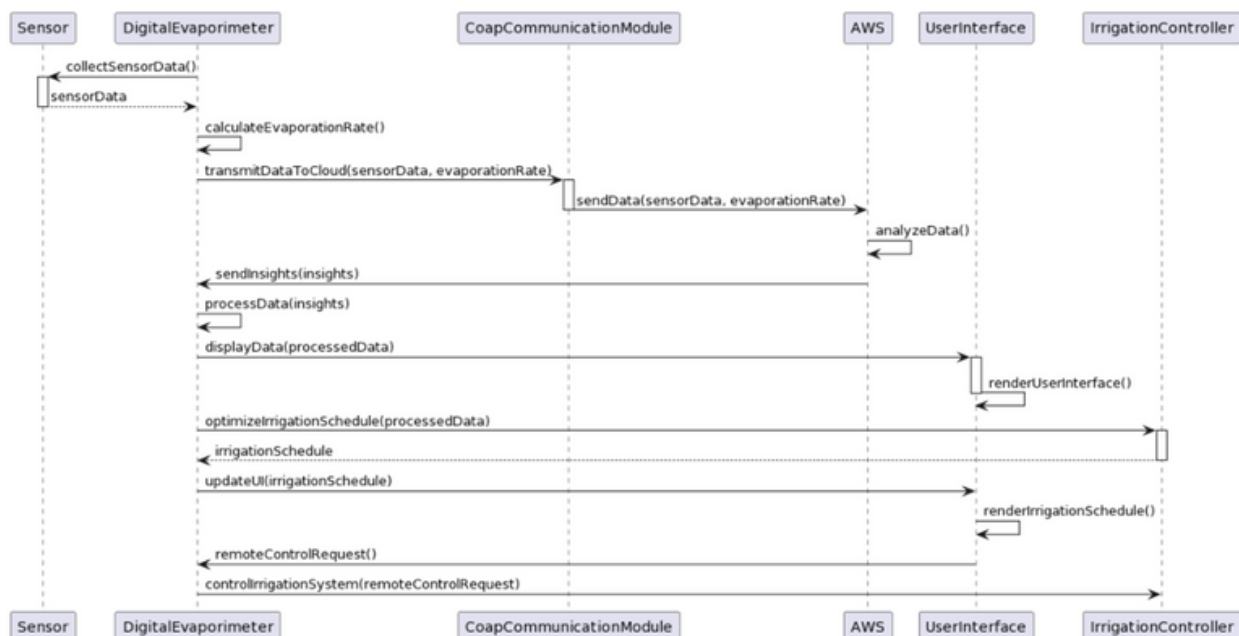 Sensor DigitalEvaporimeter CoapCommunicationModule AWS UserInterface IrrigationController
collectSensorData()
sensorData
calculateEvaporationRate()
transmitDataToCloud(sensorData, evaporationRate)
sendData(sensorData, evaporationRate)
analyzeData()
sendInsights(insights)
processData(insights)
displayData(processedData)
renderUserInterface()
optimizeIrrigationSchedule(processedData)
irrigationSchedule
updateUI(irrigationSchedule)
renderIrrigationSchedule()
remoteControlRequest()
controlIrrigationSystem(remoteControlRequest)
Sensor DigitalEvaporimeter CoapCommunicationModule AWS UserInterface IrrigationController